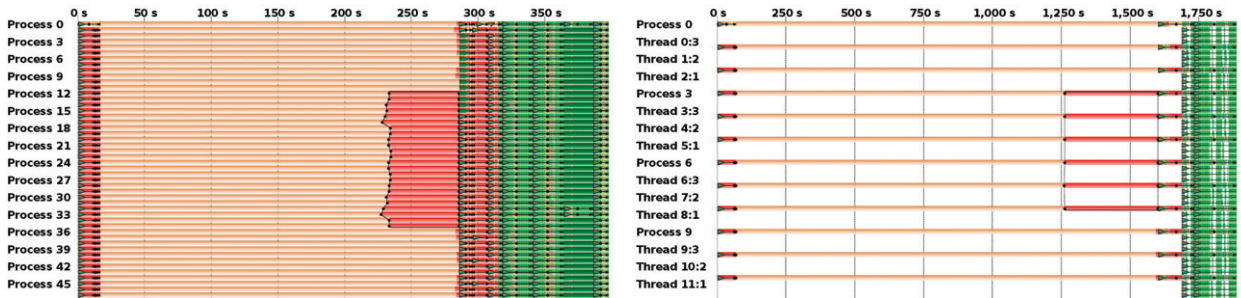 0 s 50 s 100 s 150 s 200 s 250 s 300 s 350 s
Process 0
Process 3
Process 6
Process 9
Process 12
Process 15
Process 18
Process 21
Process 24
Process 27
Process 30
Process 33
Process 36
Process 39
Process 42
Process 45
0 s 250 s 500 s 750 s 1,000 s 1,250 s 1,500 s 1,750 s
Process 0
Thread 0:3
Thread 1:2
Thread 2:1
Process 3
Thread 3:3
Thread 4:2
Thread 5:1
Process 6
Thread 6:3
Thread 7:2
Thread 8:1
Process 9
Thread 9:3
Thread 10:2
Thread 11:1